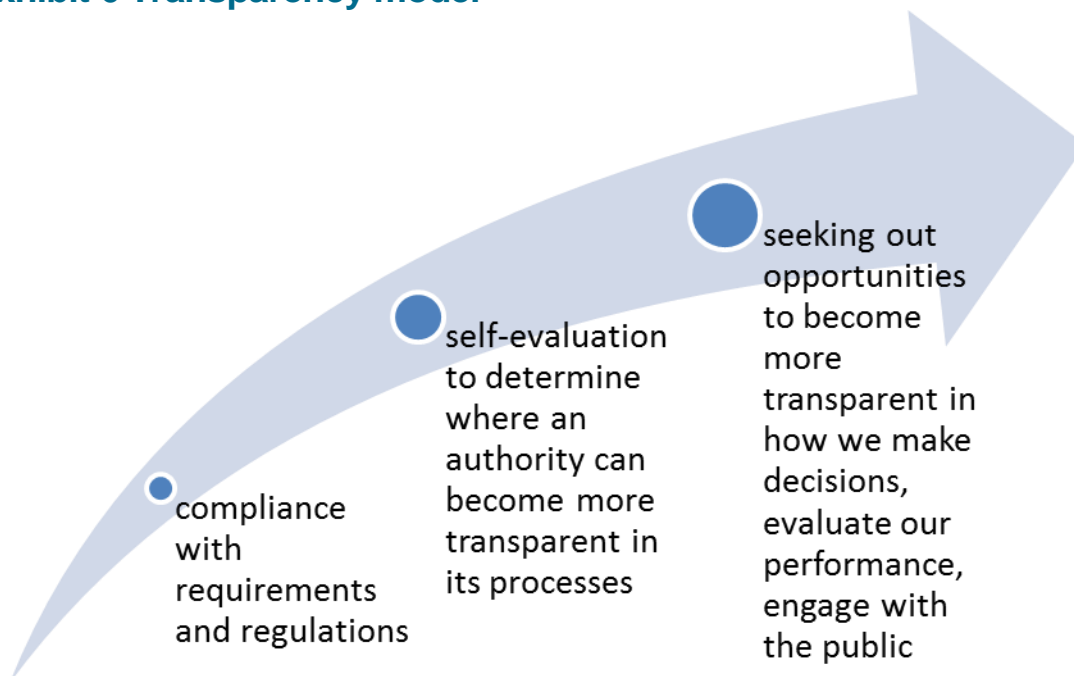 Transparency model
compliance
with
requirements
and regulations
self-evaluation
to determine
where an
authority can
become more
transparent in
its processes
seeking out
opportunities
to become
more
transparent in
how we make
decisions,
evaluate our
performance,
engage with
the public